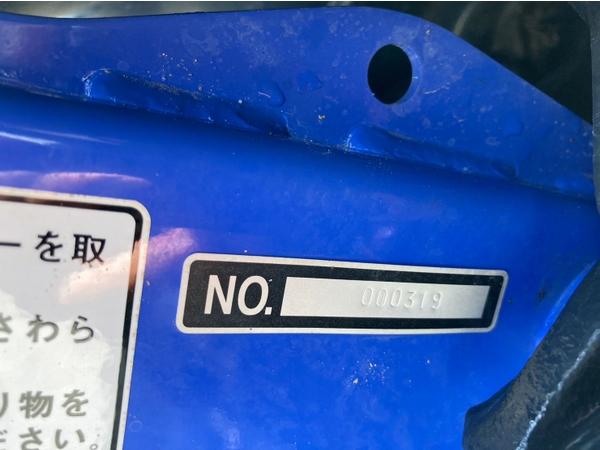 ーを取
さわら
り物を
ださい。
NO. 000319